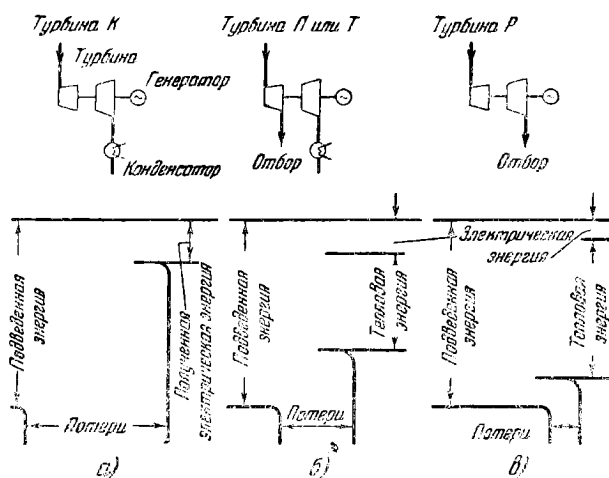 Турбина К
Турбина П или Т
Турбина Р
Турбина
Генератор
Конденсатор
Отбор
Отбор
Подведенная
энергия
Полученная
электрическая энергия
Потери
Подведенная
энергия
Электрическая
энергия
Тепловая
энергия
Потери
Подведенная
энергия
Тепловая
энергия
Потери
а)
б)
в)